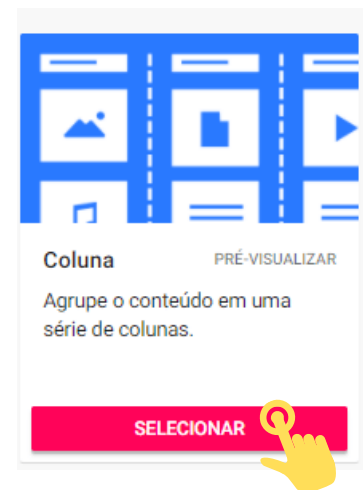 Coluna PRÉ-VISUALIZAR
Agrupe o conteúdo em uma
série de colunas.
SELECIONAR